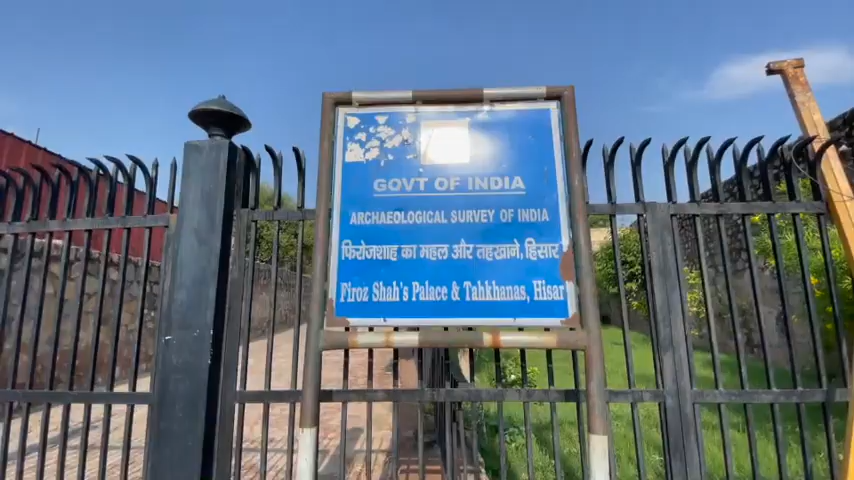 GOVT OF INDIA
ARCHAEOLOGICAL SURVEY OF INDIA
फिरोजशाह का महल और तहखाने, हिसार
Firoz Shah's Palace & Tahkhanas, Hisar